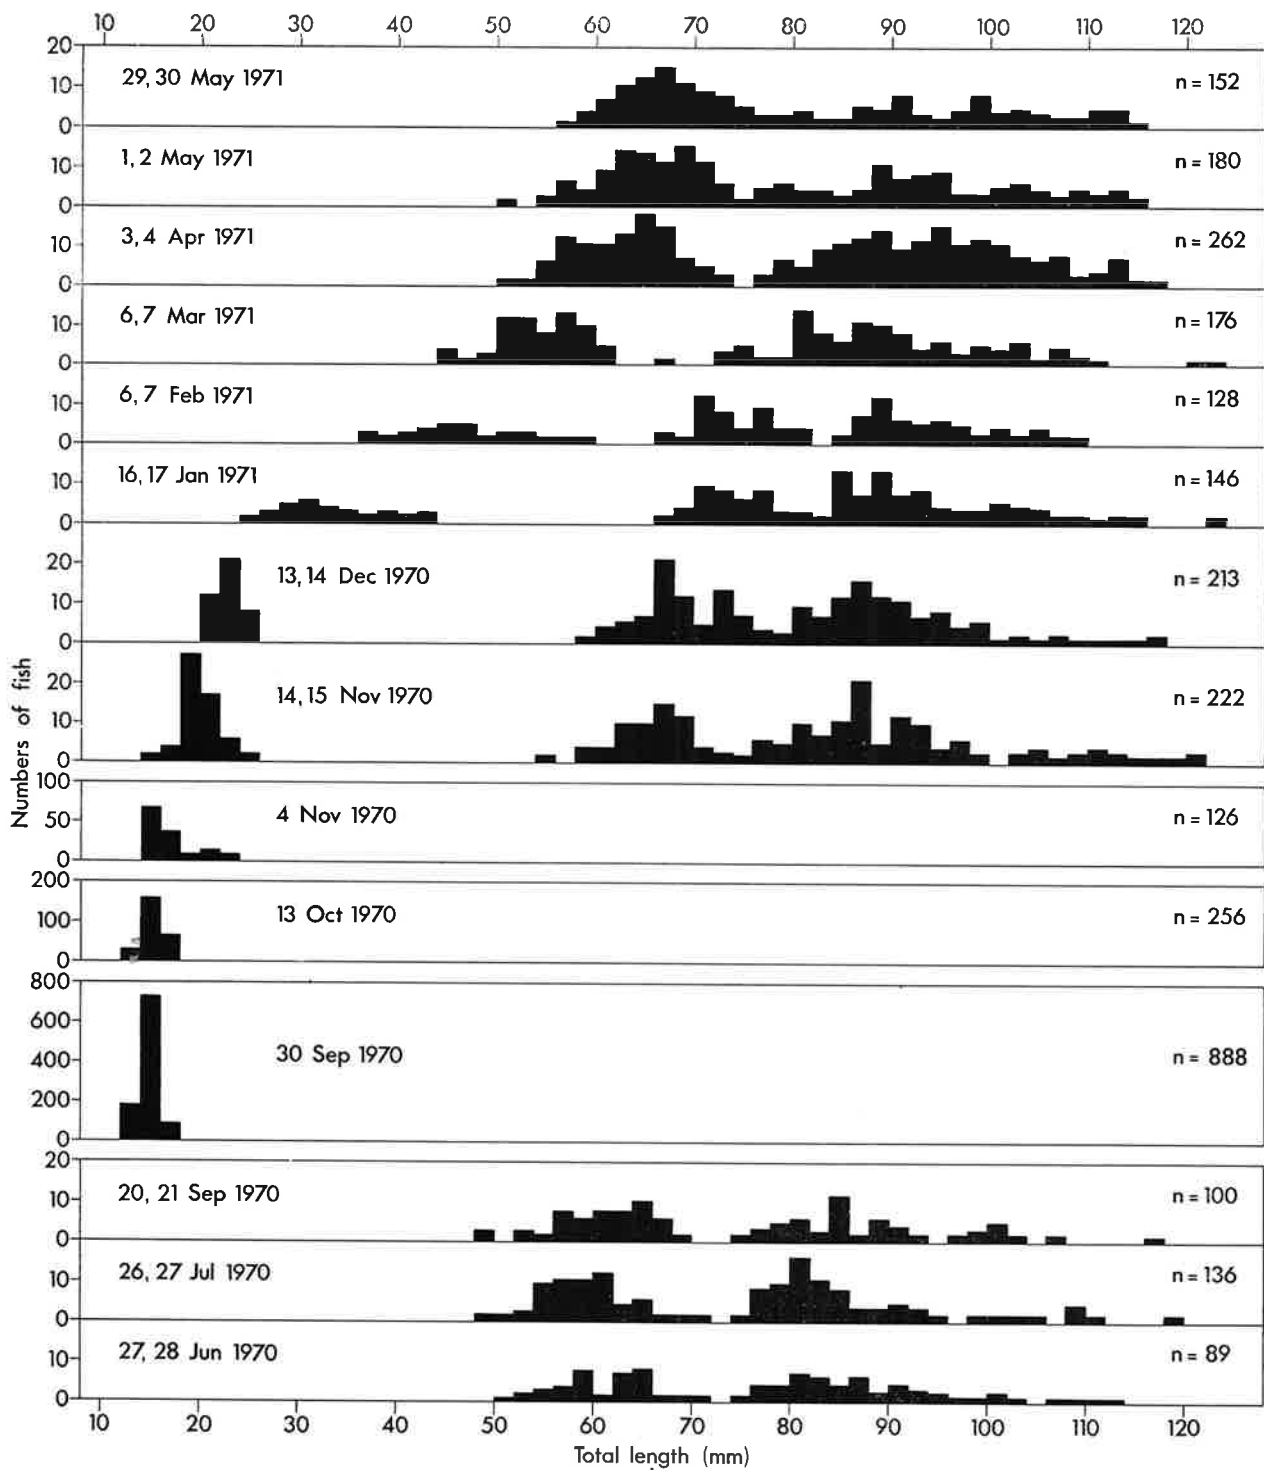 10 20 30 40 50 60 70 80 90 100 110 120
20
10
0
29, 30 May 1971 n = 152
10
0
1, 2 May 1971 n = 180
10
0
3, 4 Apr 1971 n = 262
10
0
6, 7 Mar 1971 n = 176
10
0
6, 7 Feb 1971 n = 128
10
0
16, 17 Jan 1971 n = 146
20
10
0
13, 14 Dec 1970 n = 213
20
10
0
14, 15 Nov 1970 n = 222
Numbers of fish
100
50
0
4 Nov 1970 n = 126
200
100
0
13 Oct 1970 n = 256
800
600
400
200
0
30 Sep 1970 n = 888
20
10
0
20, 21 Sep 1970 n = 100
10
0
26, 27 Jul 1970 n = 136
10
0
27, 28 Jun 1970 n = 89
10 20 30 40 50 60 70 80 90 100 110 120
Total length (mm)